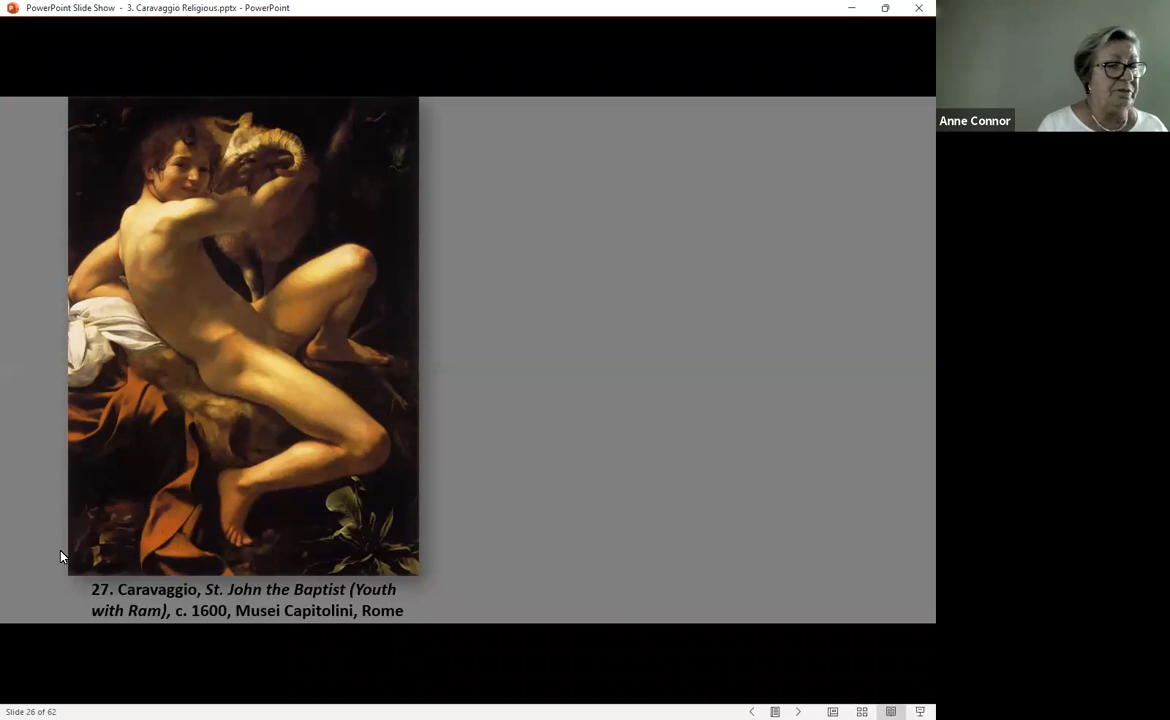 PowerPoint Slide Show - 3. Caravaggio Religious.pptx - PowerPoint
Anne Connor
27. Caravaggio, St. John the Baptist (Youth
with Ram), c. 1600, Musei Capitolini, Rome
Slide 26 of 62